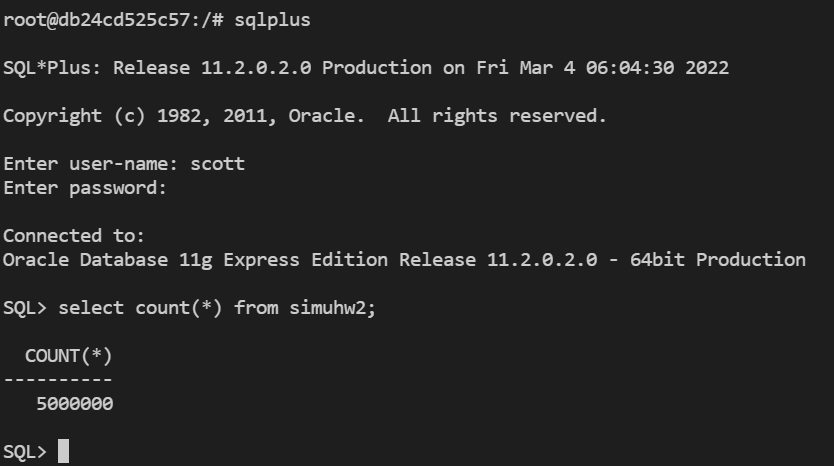 root@db24cd525c57:/# sqlplus
SQL*Plus: Release 11.2.0.2.0 Production on Fri Mar 4 06:04:30 2022
Copyright (c) 1982, 2011, Oracle.  All rights reserved.
Enter user-name: scott
Enter password:
Connected to:
Oracle Database 11g Express Edition Release 11.2.0.2.0 - 64bit Production
SQL> select count(*) from simuhw2;
  COUNT(*)
----------
   5000000
SQL>